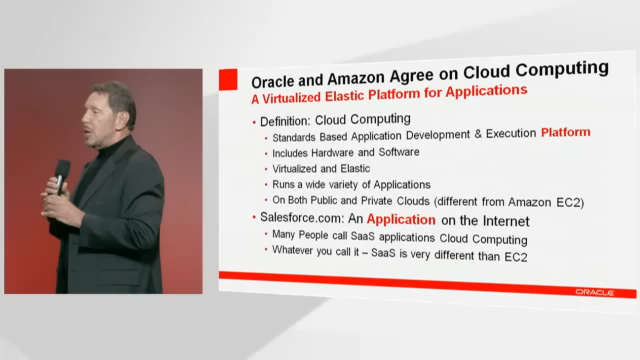 Oracle and Amazon Agree on Cloud Computing
A Virtualized Elastic Platform for Applications
• Definition: Cloud Computing
• Standards Based Application Development & Execution Platform
• Includes Hardware and Software
• Virtualized and Elastic
• Runs a wide variety of Applications
• On Both Public and Private Clouds (different from Amazon EC2)
• Salesforce.com: An Application on the Internet
• Many People call SaaS applications Cloud Computing
• Whatever you call it – SaaS is very different than EC2
ORACLE